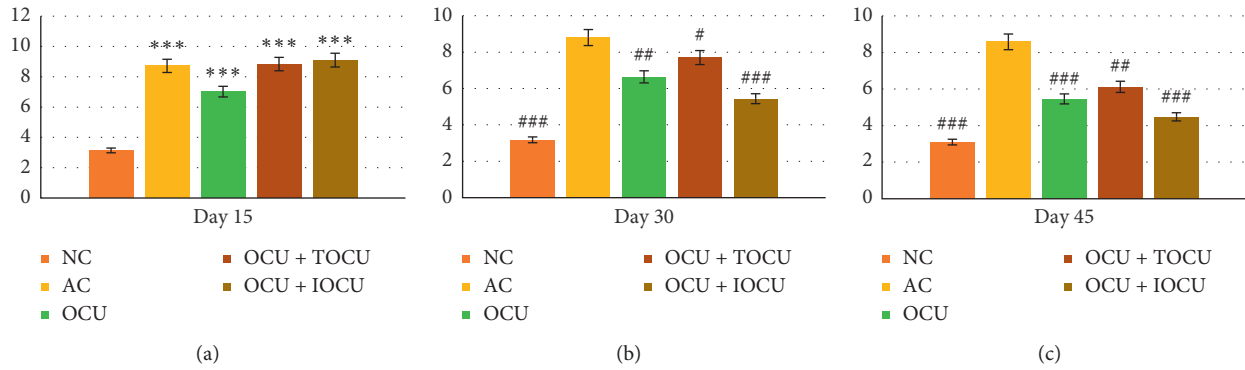 12
10
8
6
4
2
0
***
***
***
***
Day 15
NC
AC
OCU
OCU + TOCU
OCU + IOCU
(a)
10
8
6
4
2
0
###
##
#
###
Day 30
NC
AC
OCU
OCU + TOCU
OCU + IOCU
(b)
10
8
6
4
2
0
###
###
##
###
Day 45
NC
AC
OCU
OCU + TOCU
OCU + IOCU
(c)